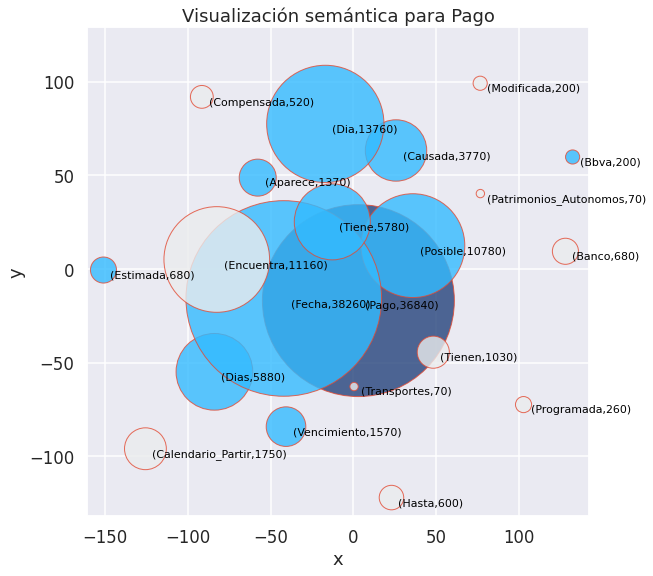 Visualización semántica para Pago
y
100
50
0
−50
−100
(Modificada,200)
(Compensada,520)
(Dia,13760)
(Causada,3770)
(Bbva,200)
(Aparece,1370)
(Patrimonios_Autonomos,70)
(Tiene,5780)
(Posible,10780)
(Banco,680)
(Encuentra,11160)
(Estimada,680)
(Fecha,38260)
(Pago,36840)
(Tienen,1030)
(Dias,5880)
(Transportes,70)
(Programada,260)
(Vencimiento,1570)
(Calendario_Partir,1750)
(Hasta,600)
−150 −100 −50 0 50 100
x